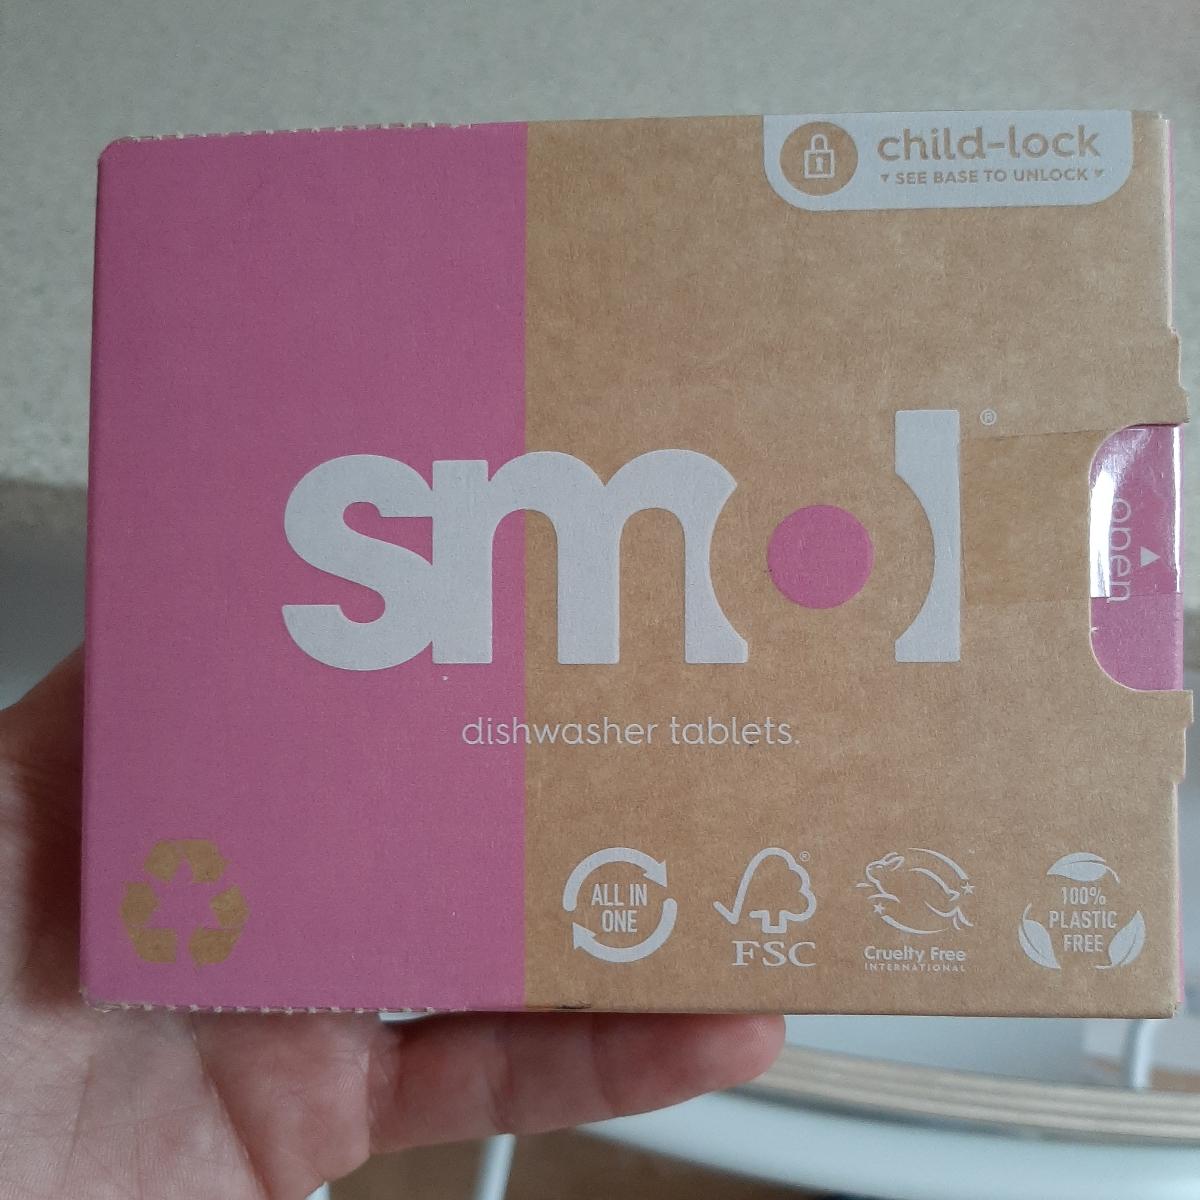 child-lock
▼ SEE BASE TO UNLOCK ▼
smol®
open
dishwasher tablets.
ALL IN
ONE
®
FSC
Cruelty Free
INTERNATIONAL
100%
PLASTIC
FREE